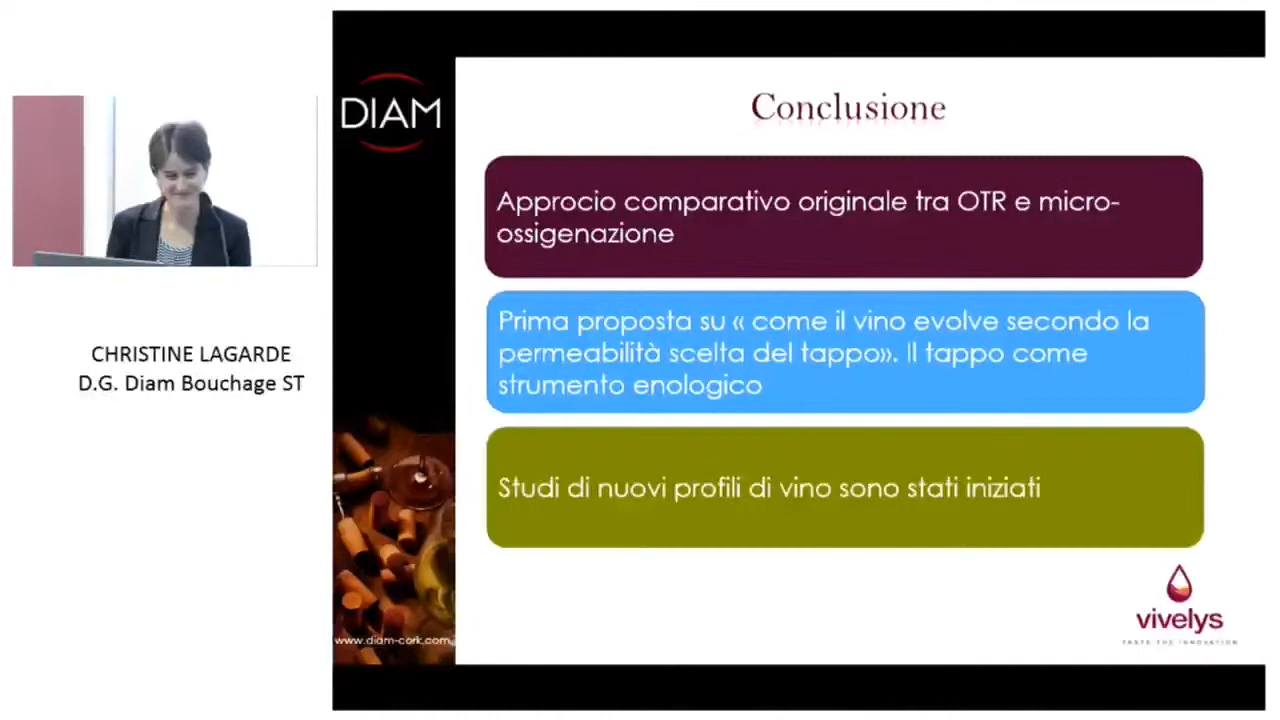 DIAM
Conclusione
Approcio comparativo originale tra OTR e micro-
ossigenazione
Prima proposta su « come il vino evolve secondo la
permeabilità scelta del tappo». Il tappo come
strumento enologico
Studi di nuovi profili di vino sono stati iniziati
CHRISTINE LAGARDE
D.G. Diam Bouchage ST
www.diam-cork.com
vivelys
TASTE THE INNOVATION